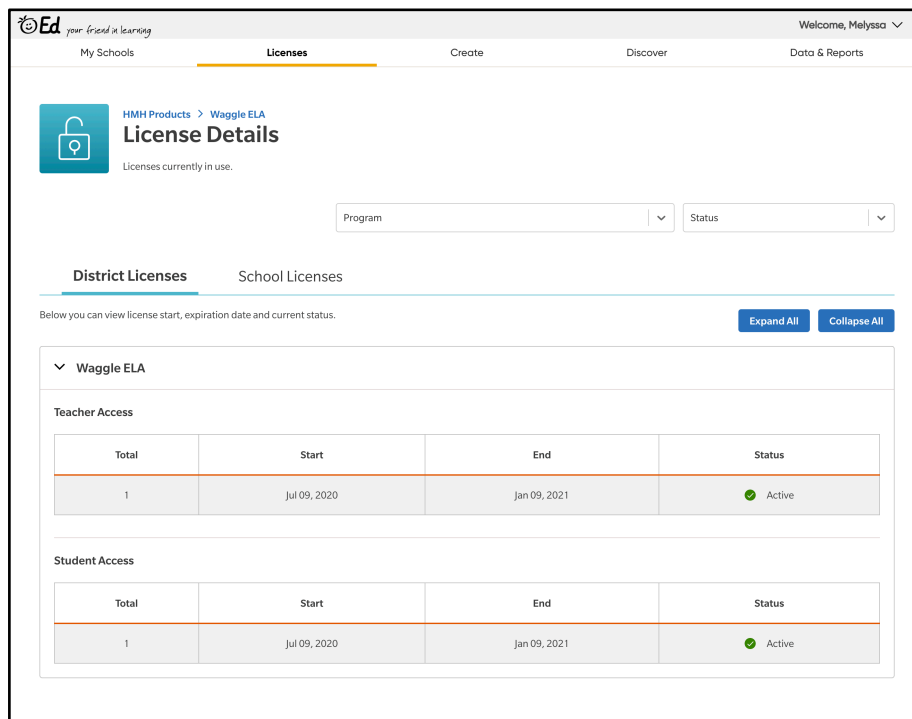 Ed your friend in learning
Welcome, Melyssa
My Schools Licenses Create Discover Data & Reports
HMH Products > Waggle ELA
License Details
Licenses currently in use.
Program Status
District Licenses School Licenses
Below you can view license start, expiration date and current status.
Expand All Collapse All
Waggle ELA
Teacher Access
Total Start End Status
1 Jul 09, 2020 Jan 09, 2021 Active
Student Access
Total Start End Status
1 Jul 09, 2020 Jan 09, 2021 Active